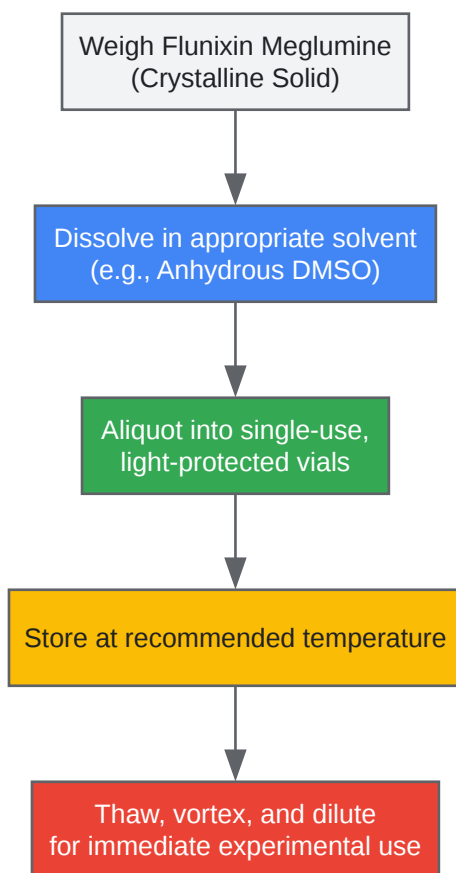 Weigh Flunixin Meglumine
(Crystalline Solid)
Dissolve in appropriate solvent
(e.g., Anhydrous DMSO)
Aliquot into single-use,
light-protected vials
Store at recommended temperature
Thaw, vortex, and dilute
for immediate experimental use